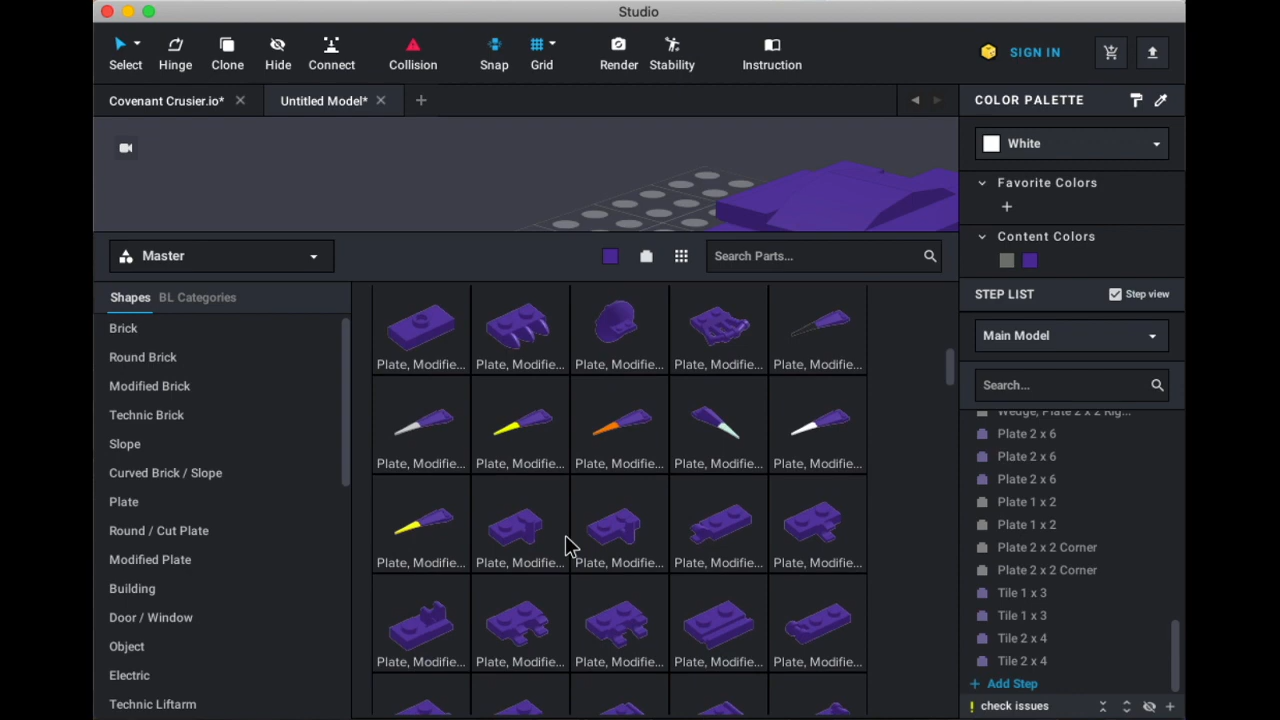 Studio
Select Hinge Clone Hide Connect Collision Snap Grid Render Stability Instruction SIGN IN
Covenant Crusier.io* Untitled Model*
COLOR PALETTE
White
Favorite Colors
Content Colors
STEP LIST Step view
Main Model
Search...
Wedge, Plate 2 x 2 Rig...
Plate 2 x 6
Plate 2 x 6
Plate 2 x 6
Plate 1 x 2
Plate 1 x 2
Plate 2 x 2 Corner
Plate 2 x 2 Corner
Tile 1 x 3
Tile 1 x 3
Tile 2 x 4
Tile 2 x 4
+ Add Step
! check issues
Master
Search Parts...
Shapes BL Categories
Brick
Round Brick
Modified Brick
Technic Brick
Slope
Curved Brick / Slope
Plate
Round / Cut Plate
Modified Plate
Building
Door / Window
Object
Electric
Technic Liftarm
Plate, Modifie... Plate, Modifie... Plate, Modifie... Plate, Modifie... Plate, Modifie...
Plate, Modifie... Plate, Modifie... Plate, Modifie... Plate, Modifie... Plate, Modifie...
Plate, Modifie... Plate, Modifie... Plate, Modifie... Plate, Modifie... Plate, Modifie...
Plate, Modifie... Plate, Modifie... Plate, Modifie... Plate, Modifie... Plate, Modifie...